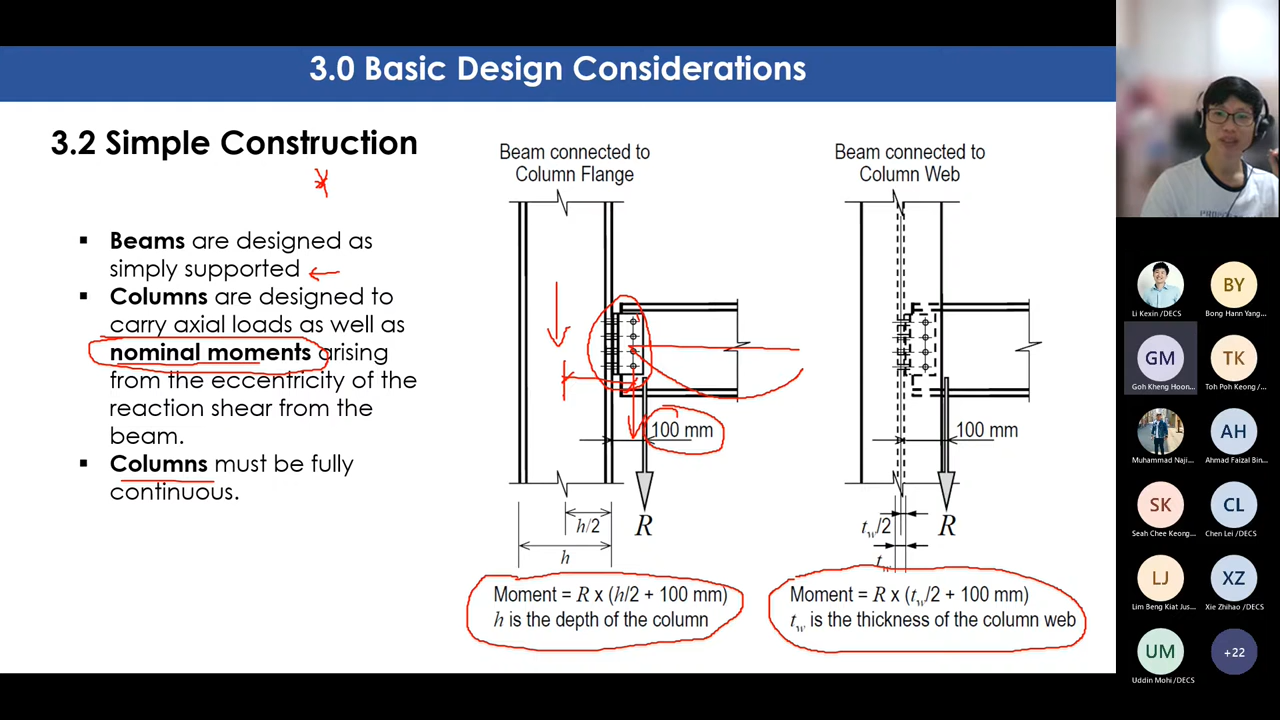 3.0 Basic Design Considerations
3.2 Simple Construction
▪ Beams are designed as
simply supported
▪ Columns are designed to
carry axial loads as well as
nominal moments arising
from the eccentricity of the
reaction shear from the
beam.
▪ Columns must be fully
continuous.
Beam connected to
Column Flange
100 mm
h/2
R
h
Moment = R x (h/2 + 100 mm)
h is the depth of the column
Beam connected to
Column Web
100 mm
tw/2
R
tw
Moment = R x (tw/2 + 100 mm)
tw is the thickness of the column web
Li Kexin /DECS
BY
Bong Hann Yang...
GM
Goh Kheng Hoon...
TK
Toh Poh Keong /...
Muhammad Naji...
AH
Ahmad Faizal Bin...
SK
Seah Chee Keong...
CL
Chen Lei /DECS
LJ
Lim Beng Kiat Jus...
XZ
Xie Zhihao /DECS
UM
Uddin Mohi /DECS
+22